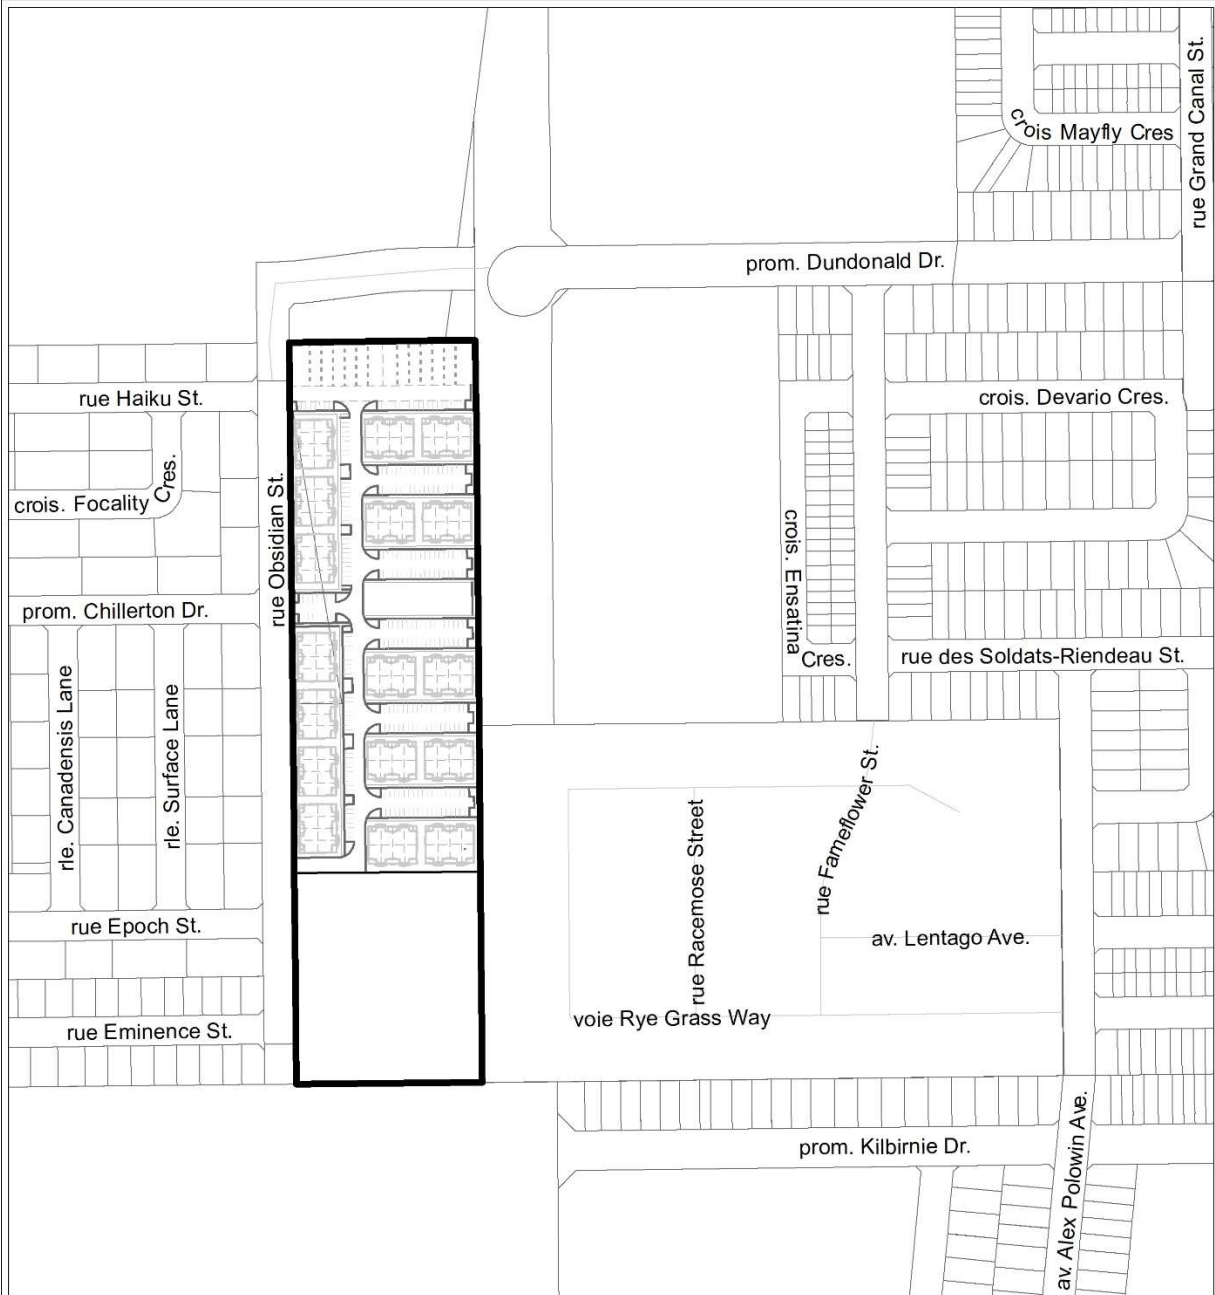 rue Grand Canal St.
crois Mayfly Cres
prom. Dundonald Dr.
rue Haiku St.
crois. Devario Cres.
crois. Focality Cres.
rue Obsidian St.
crois. Ensatina Cres.
prom. Chillerton Dr.
rue des Soldats-Riendeau St.
rle. Canadensis Lane
rle. Surface Lane
rue Fameflower St.
rue Racemose Street
rue Epoch St.
av. Lentago Ave.
voie Rye Grass Way
rue Eminence St.
prom. Kilbirnie Dr.
av. Alex Polowin Ave.